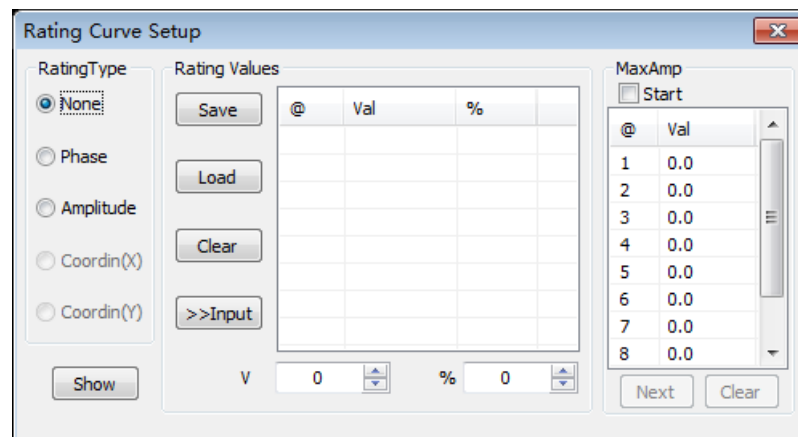 Rating Curve Setup
RatingType
None
Phase
Amplitude
Coordin(X)
Coordin(Y)
Show
Rating Values
Save
Load
Clear
>>Input
@ Val %
V 0 % 0
MaxAmp
Start
@ Val
1 0.0
2 0.0
3 0.0
4 0.0
5 0.0
6 0.0
7 0.0
8 0.0
Next Clear